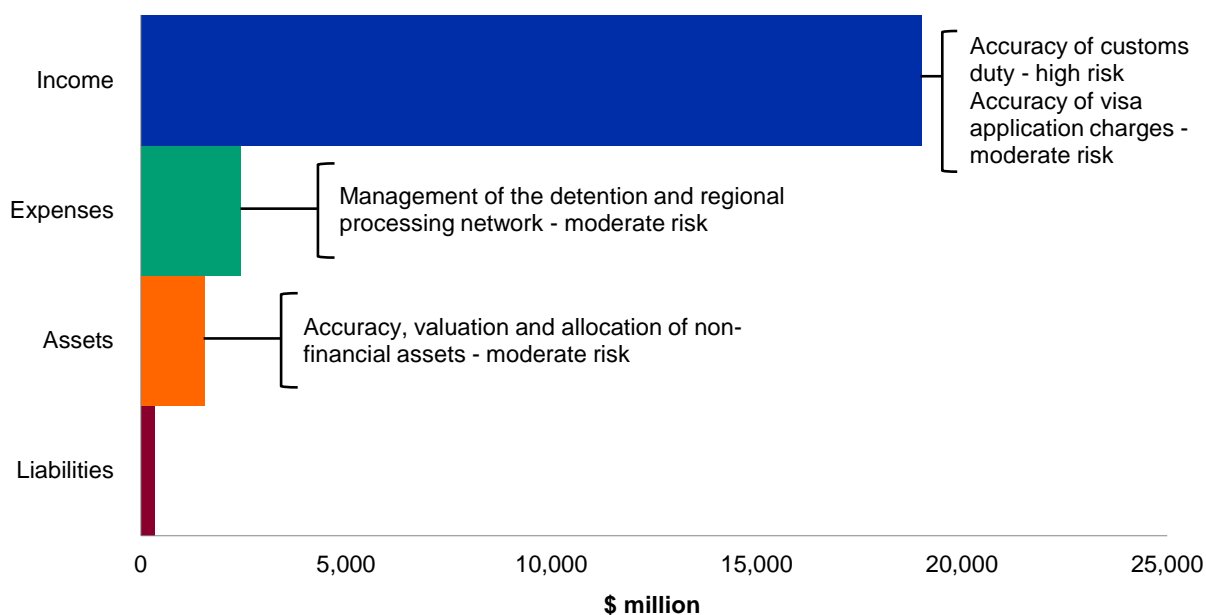 Income
Accuracy of customs
duty - high risk
Accuracy of visa
application charges -
moderate risk
Expenses
Management of the detention and regional
processing network - moderate risk
Assets
Accuracy, valuation and allocation of non-
financial assets - moderate risk
Liabilities
0 5,000 10,000 15,000 20,000 25,000
$ million